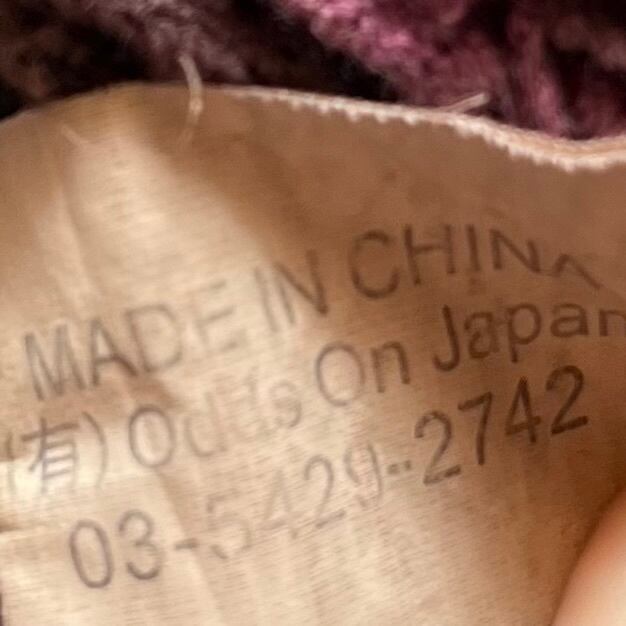 MADE IN CHINA
(有) Odds On Japan
03-5429-2742